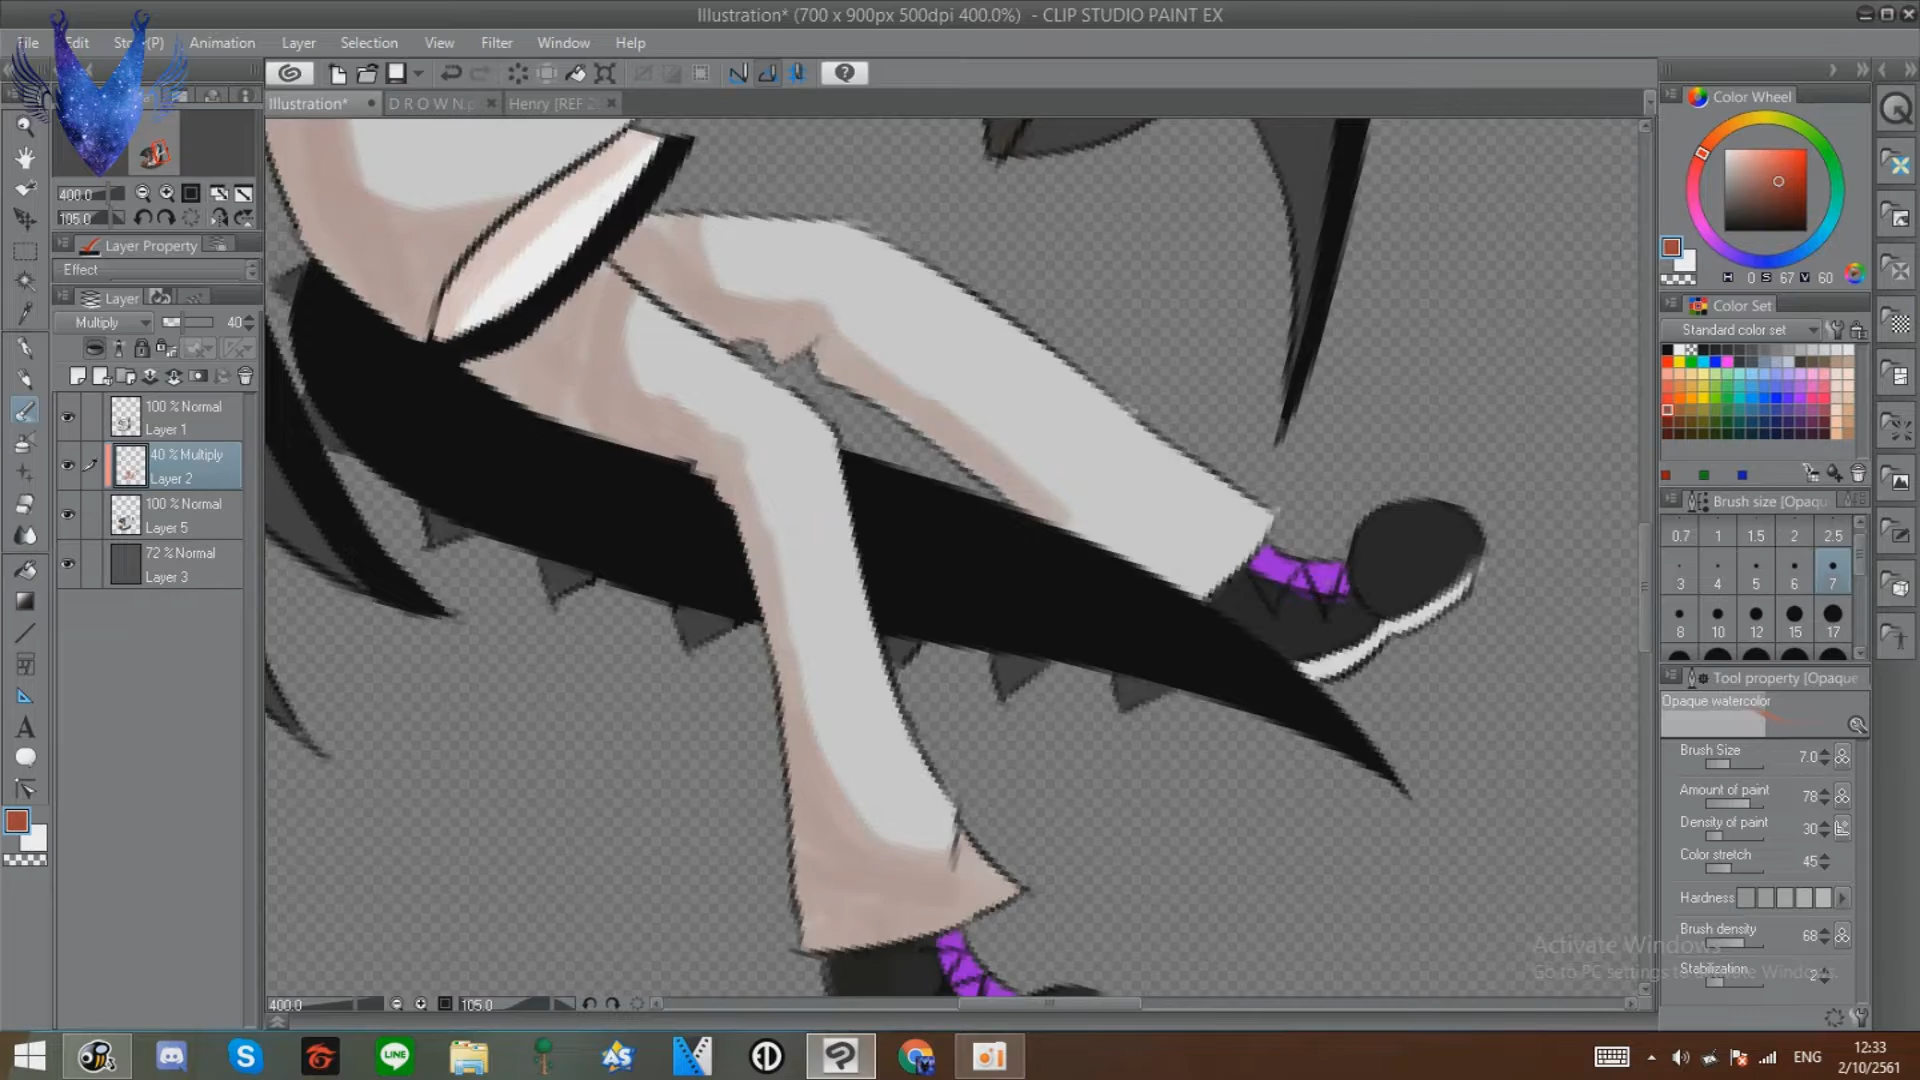 Illustration* (700 x 900px 500dpi 400.0%) - CLIP STUDIO PAINT EX
File Edit Animation Layer Selection View Filter Window Help
Illustration* D R O W N.p Henry [REF 2
400.0
105.0
Layer Property
Effect
Layer
Multiply 40
100 % Normal
Layer 1
40 % Multiply
Layer 2
100 % Normal
Layer 5
72 % Normal
Layer 3
Color Wheel
H 0 S 67 V 60
Color Set
Standard color set
Brush size [Opaqu
0.7 1 1.5 2 2.5
3 4 5 6 7
8 10 12 15 17
Tool property [Opaque
Opaque watercolor
Brush Size 7.0
Amount of paint 78
Density of paint 30
Color stretch 45
Hardness
Brush density 68
Stabilization 2
Activate Windows
Go to PC settings to activate Windows.
400.0 105.0
LINE
ENG
12:33
2/10/2561